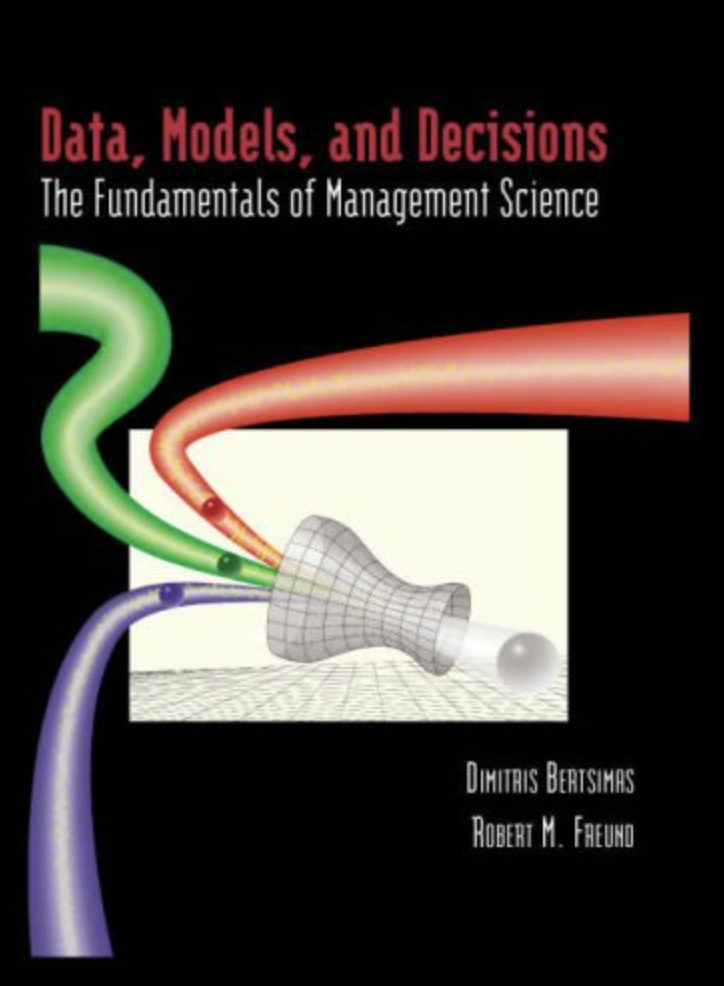 Data, Models, and Decisions
The Fundamentals of Management Science
Dimitris Bertsimas
Robert M. Freund